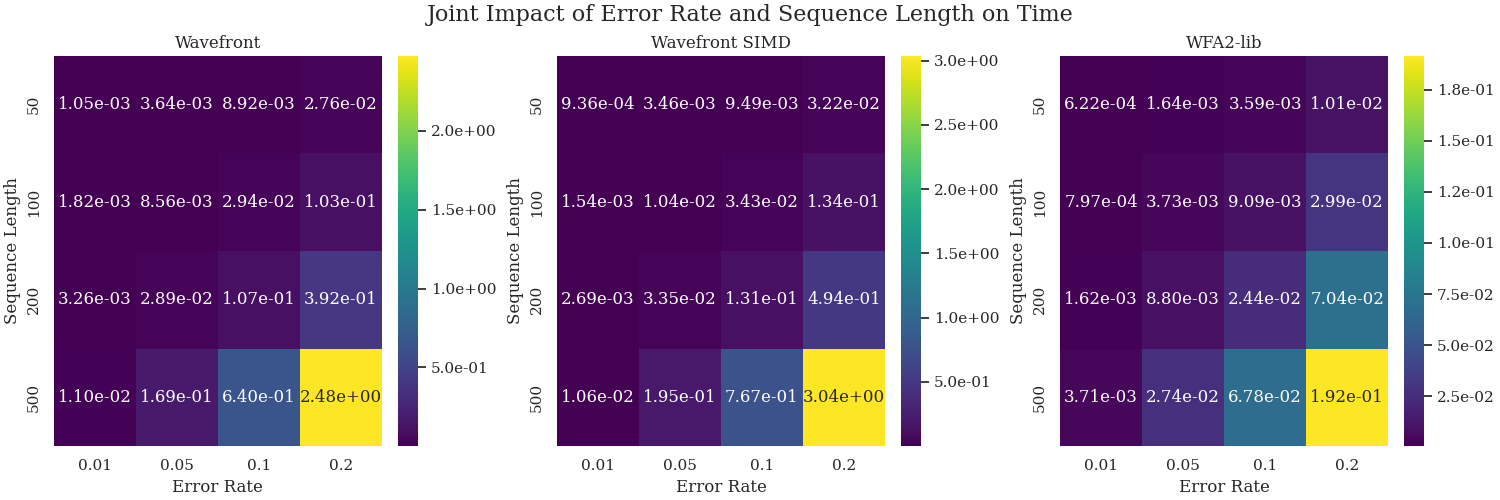 Joint Impact of Error Rate and Sequence Length on Time
Wavefront
Sequence Length
50
1.05e-03 3.64e-03 8.92e-03 2.76e-02
100
1.82e-03 8.56e-03 2.94e-02 1.03e-01
200
3.26e-03 2.89e-02 1.07e-01 3.92e-01
500
1.10e-02 1.69e-01 6.40e-01 2.48e+00
0.01 0.05 0.1 0.2
Error Rate
2.0e+00
1.5e+00
1.0e+00
5.0e-01
Wavefront SIMD
Sequence Length
50
9.36e-04 3.46e-03 9.49e-03 3.22e-02
100
1.54e-03 1.04e-02 3.43e-02 1.34e-01
200
2.69e-03 3.35e-02 1.31e-01 4.94e-01
500
1.06e-02 1.95e-01 7.67e-01 3.04e+00
0.01 0.05 0.1 0.2
Error Rate
3.0e+00
2.5e+00
2.0e+00
1.5e+00
1.0e+00
5.0e-01
WFA2-lib
Sequence Length
50
6.22e-04 1.64e-03 3.59e-03 1.01e-02
100
7.97e-04 3.73e-03 9.09e-03 2.99e-02
200
1.62e-03 8.80e-03 2.44e-02 7.04e-02
500
3.71e-03 2.74e-02 6.78e-02 1.92e-01
0.01 0.05 0.1 0.2
Error Rate
1.8e-01
1.5e-01
1.2e-01
1.0e-01
7.5e-02
5.0e-02
2.5e-02